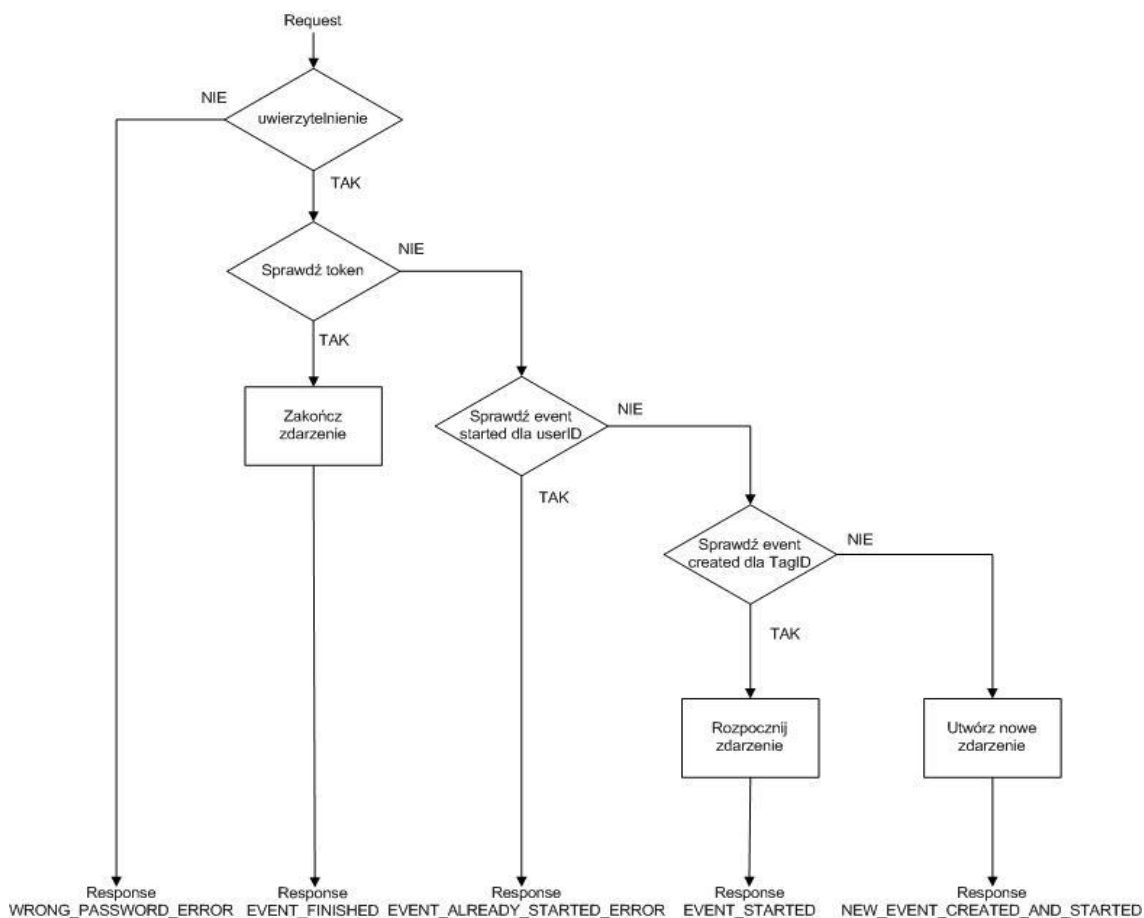 Request
NIE
uwierzytelnienie
TAK
NIE
Sprawdź token
TAK
Zakończ
zdarzenie
Sprawdź event
started dla userID
NIE
TAK
Sprawdź event
created dla TagID
NIE
TAK
Rozpocznij
zdarzenie
Utwórz nowe
zdarzenie
Response
WRONG_PASSWORD_ERROR
Response
EVENT_FINISHED
Response
EVENT_ALREADY_STARTED_ERROR
Response
EVENT_STARTED
Response
NEW_EVENT_CREATED_AND_STARTED